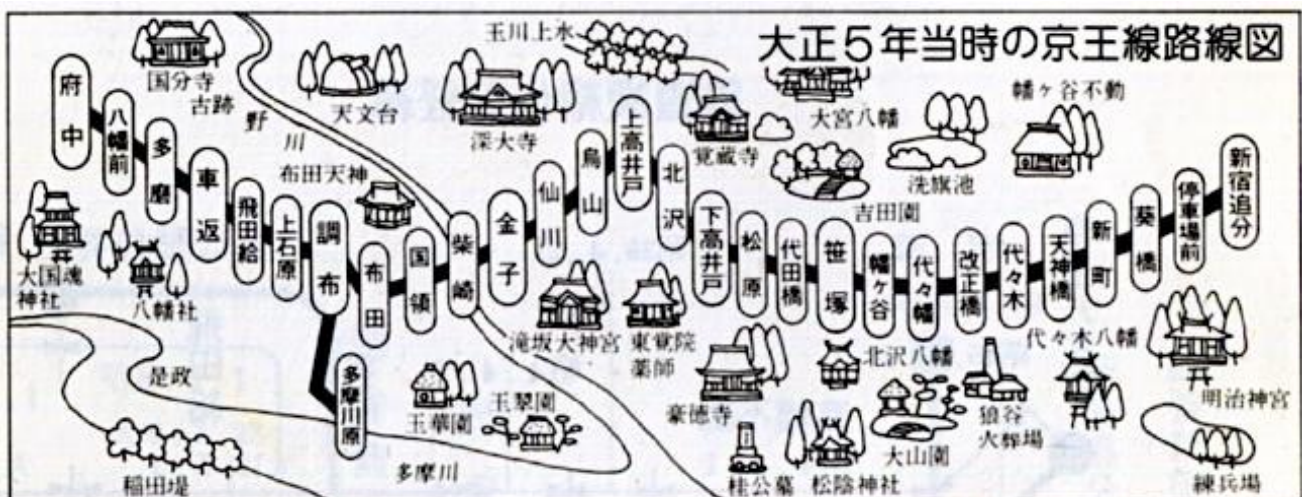 大正5年当時の京王線路線図
府中
八幡前
多磨
車返
飛田給
上石原
調布
多摩川原
布田
国領
柴崎
金子
仙川
烏山
上高井戸
北沢
下高井戸
松原
代田橋
笹塚
幡ヶ谷
代々幡
改正橋
代々木
天神橋
新町
葵橋
停車場前
新宿追分
国分寺
古跡
野川
天文台
布田天神
深大寺
玉川上水
覚蔵寺
大宮八幡
吉田園
洗旗池
幡ヶ谷不動
大国魂
神社
八幡社
是政
稲田堤
玉華園
玉翠園
多摩川
滝坂大神宮
東覚院
薬師
豪徳寺
桂公墓
松陰神社
北沢八幡
大山園
狼谷
火葬場
代々木八幡
明治神宮
練兵場